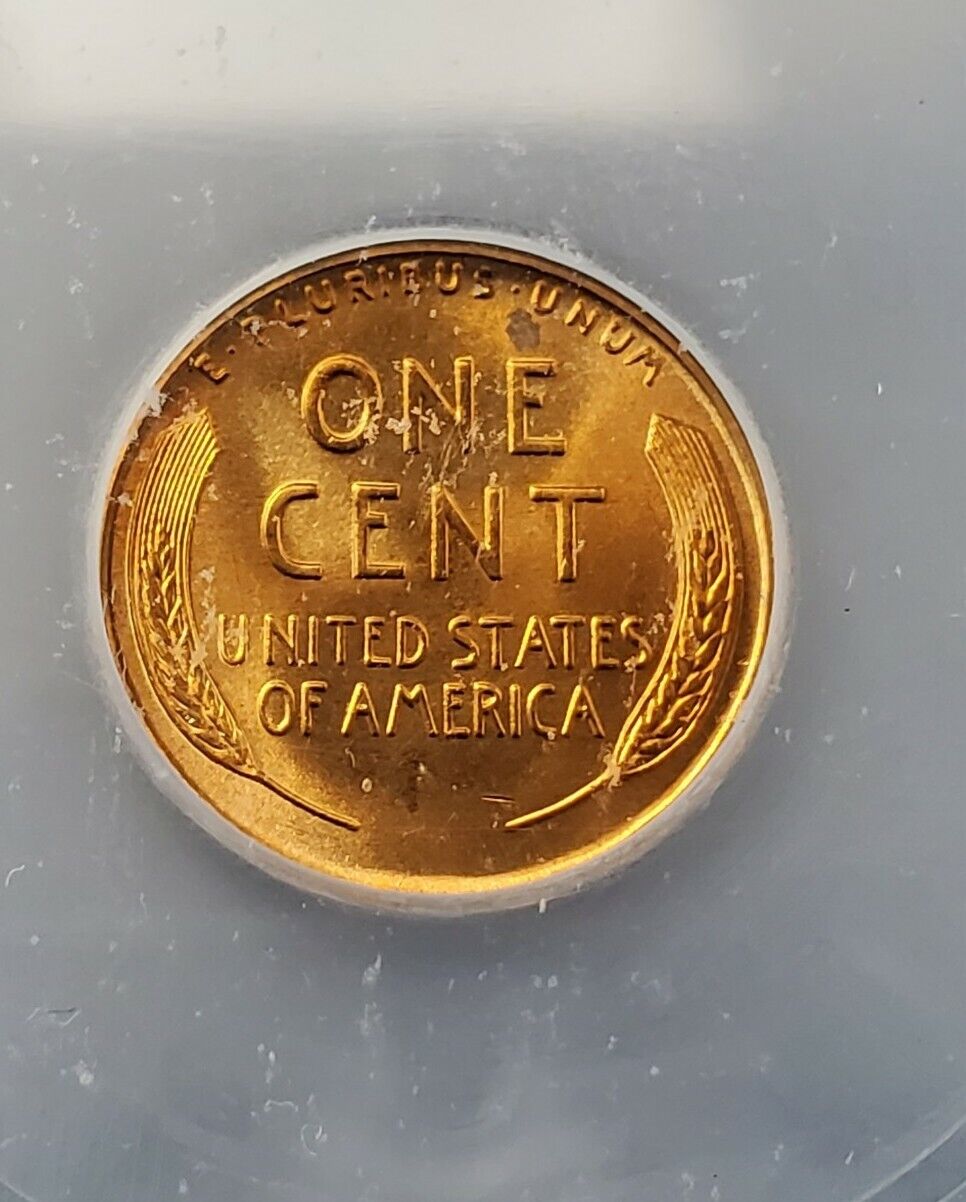 E·PLURIBUS·UNUM
ONE
CENT
UNITED STATES
OF AMERICA